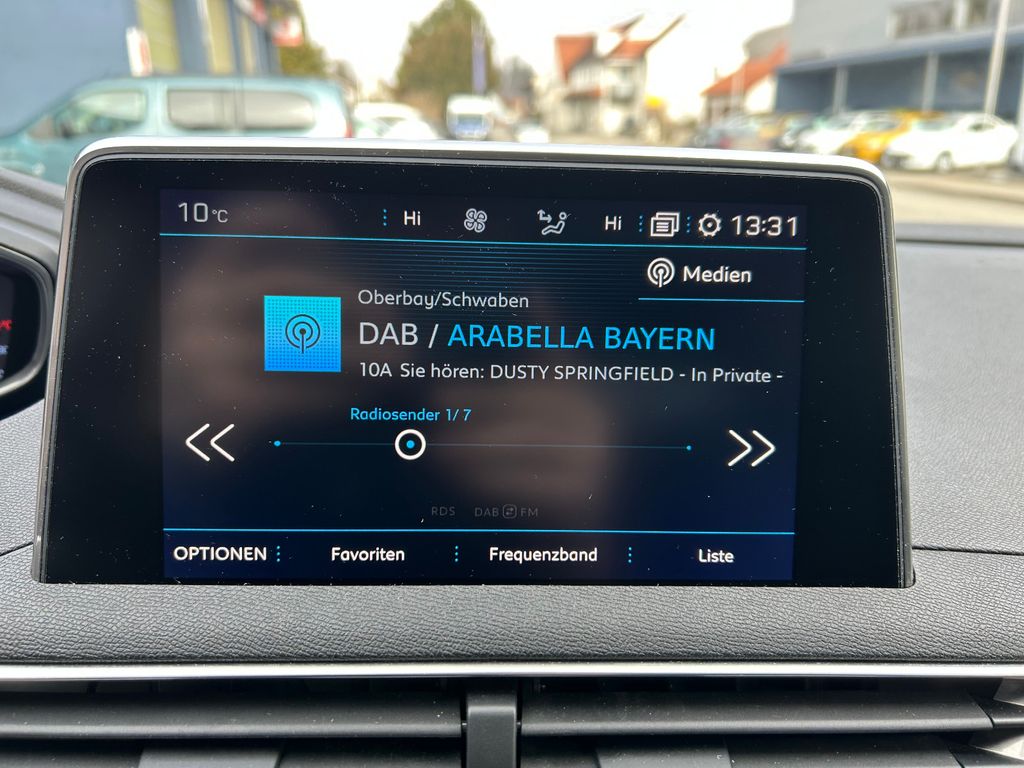 10°C Hi Hi 13:31
Medien
Oberbay/Schwaben
DAB / ARABELLA BAYERN
10A Sie hören: DUSTY SPRINGFIELD - In Private -
Radiosender 1/7
RDS DAB FM
OPTIONEN Favoriten Frequenzband Liste